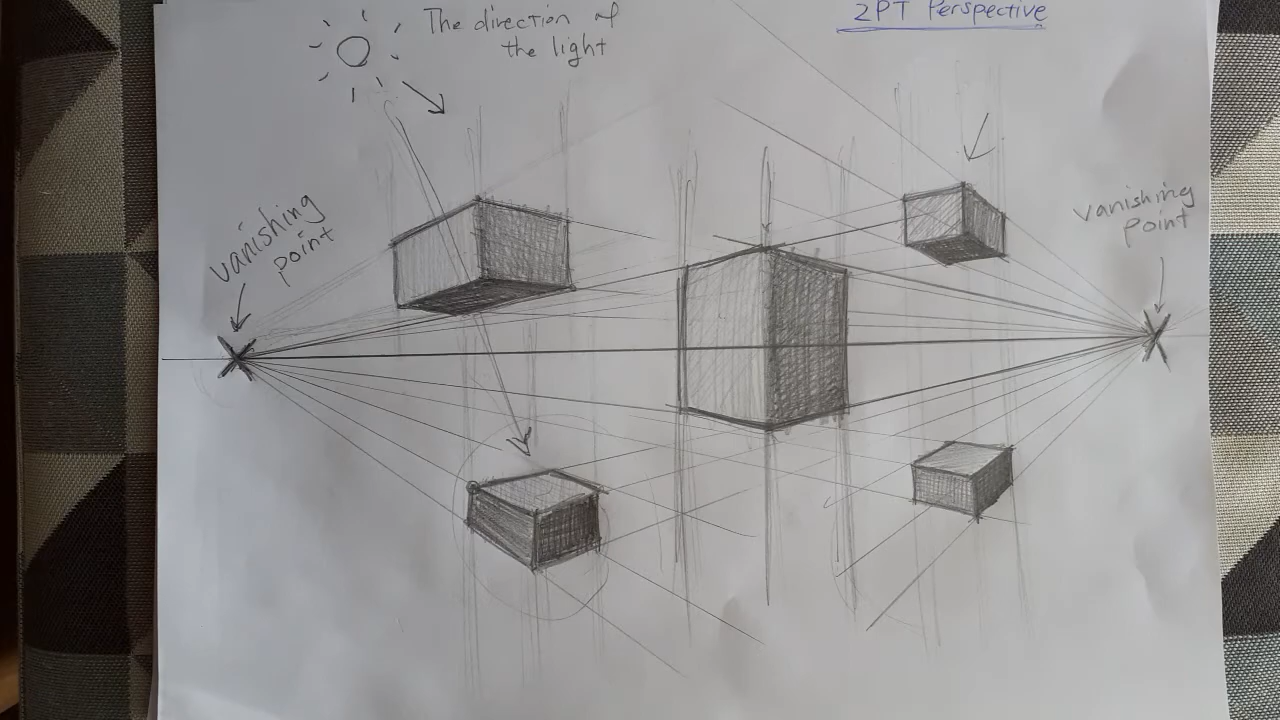 The direction of
the light
2PT Perspective
vanishing
point
vanishing
point